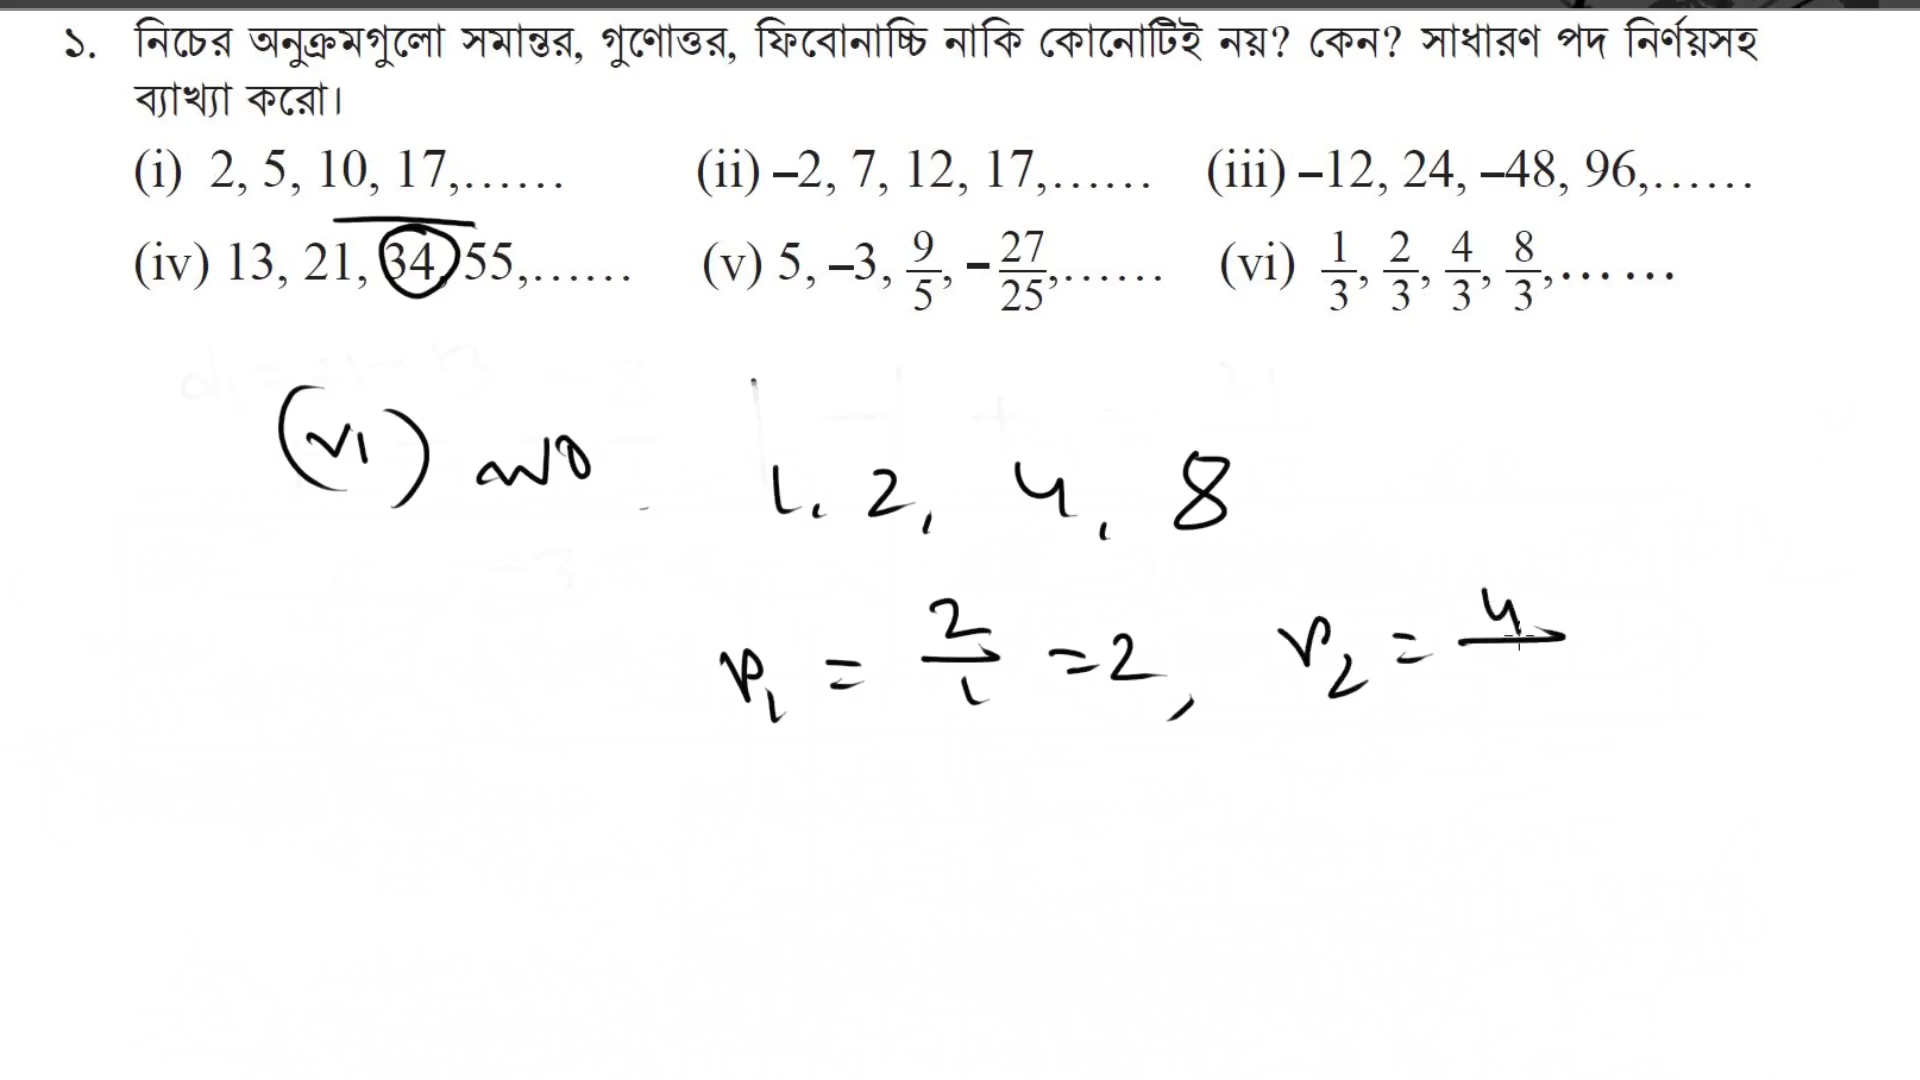 ১. নিচের অনুক্রমগুলো সমান্তর, গুণোত্তর, ফিবোনাচ্চি নাকি কোনোটিই নয়? কেন? সাধারণ পদ নির্ণয়সহ
ব্যাখ্যা করো।
(i) 2, 5, 10, 17,...... (ii) –2, 7, 12, 17,...... (iii) –12, 24, –48, 96,......
(iv) 13, 21, 34, 55,...... (v) 5, –3, 9/5, -27/25,...... (vi) 1/3, 2/3, 4/3, 8/3,......
(vi) 1, 2, 4, 8
r₁ = 2/1 = 2, r₂ = 4